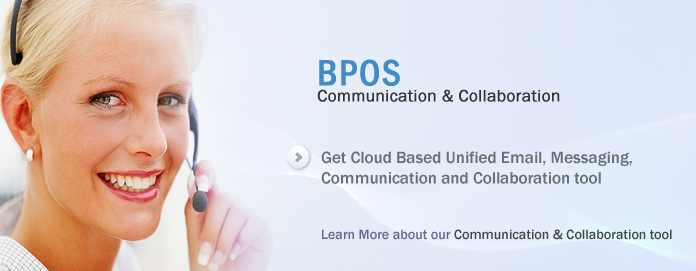 BPOS
Communication & Collaboration
Get Cloud Based Unified Email, Messaging,
Communication and Collaboration tool
Learn More about our Communication & Collaboration tool